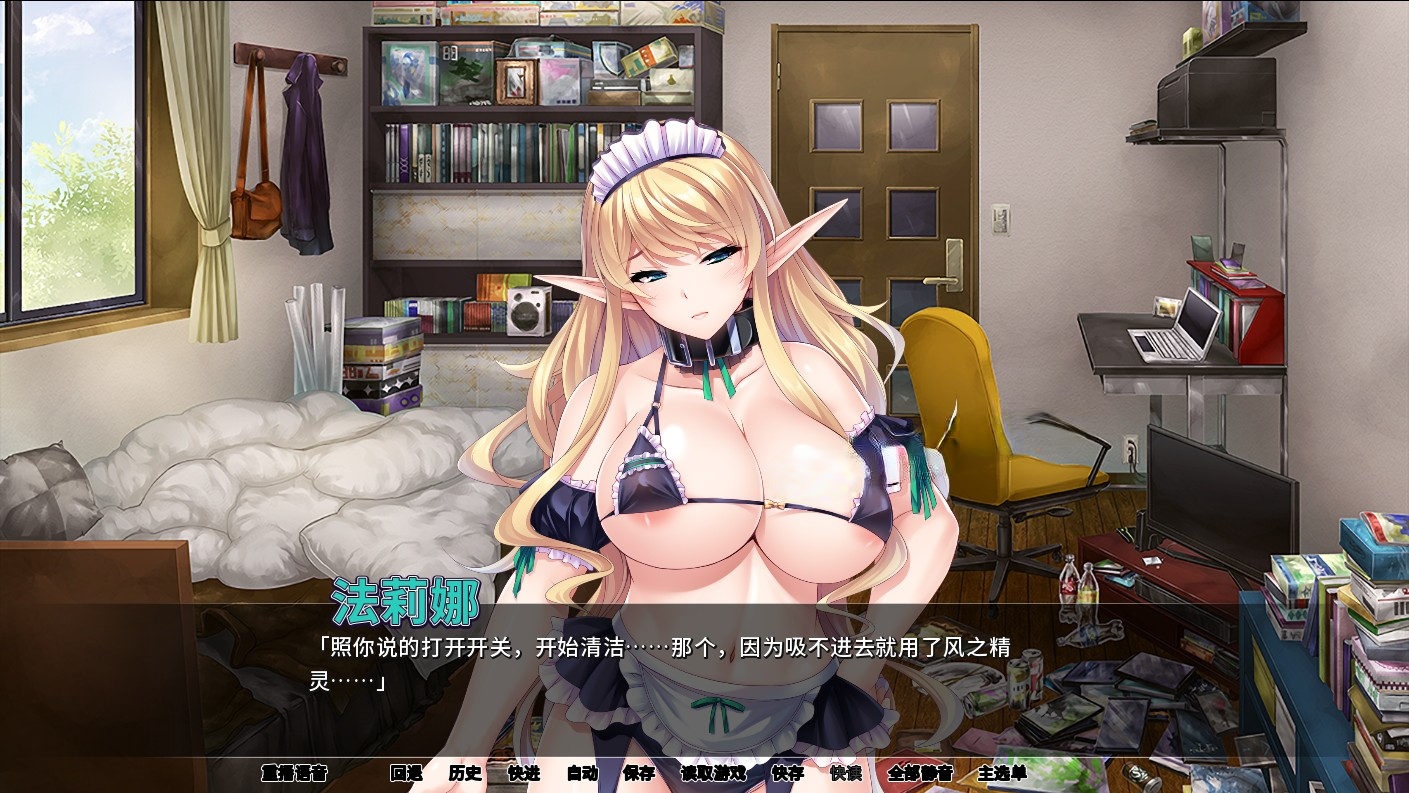 法莉娜
「照你说的打开开关，开始清洁……那个，因为吸不进去就用了风之精
灵……」
重播语音 回退 历史 快进 自动 保存 读取游戏 快存 快读 全部静音 主选单